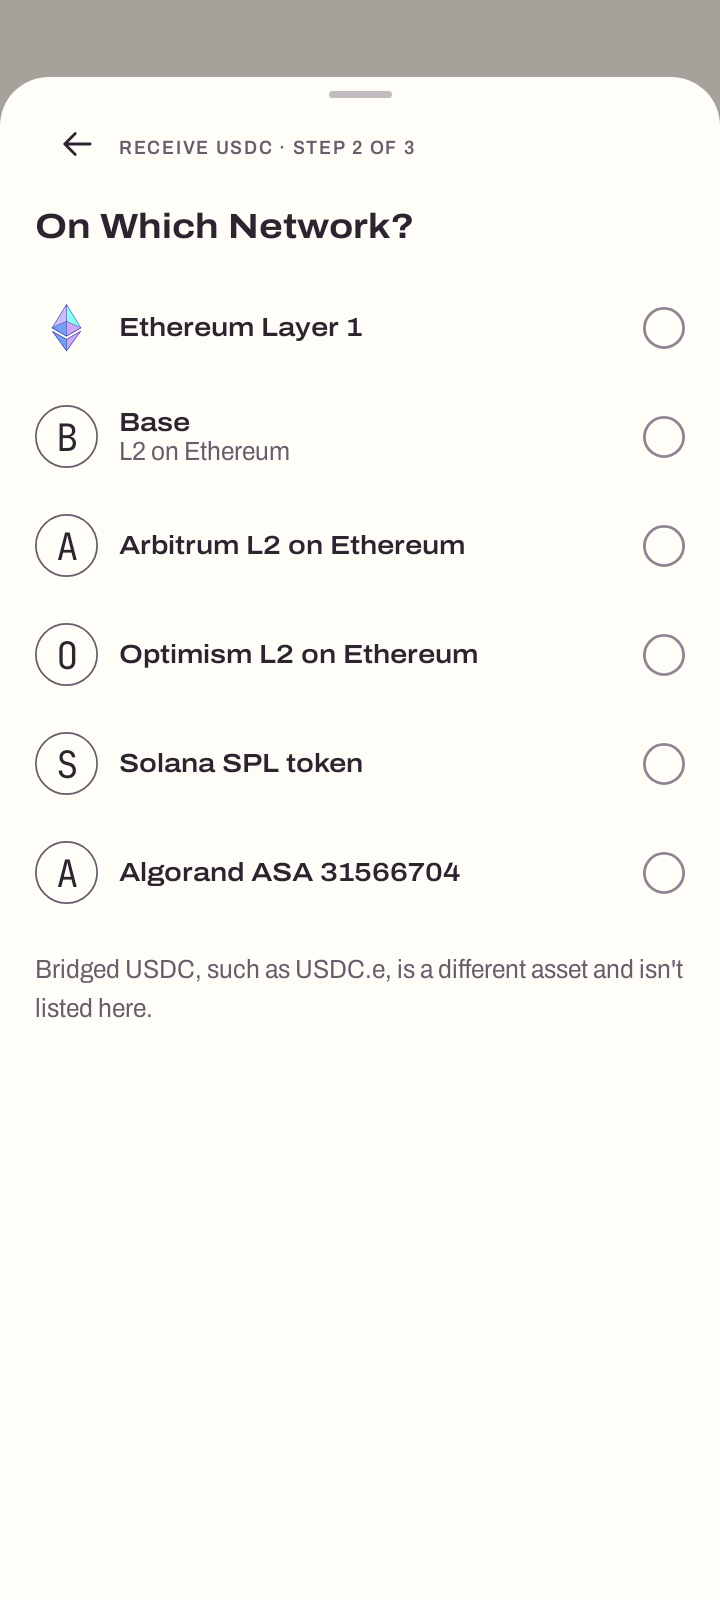 RECEIVE USDC · STEP 2 OF 3
On Which Network?
Ethereum Layer 1
B
Base
L2 on Ethereum
A
Arbitrum L2 on Ethereum
O
Optimism L2 on Ethereum
S
Solana SPL token
A
Algorand ASA 31566704
Bridged USDC, such as USDC.e, is a different asset and isn't
listed here.